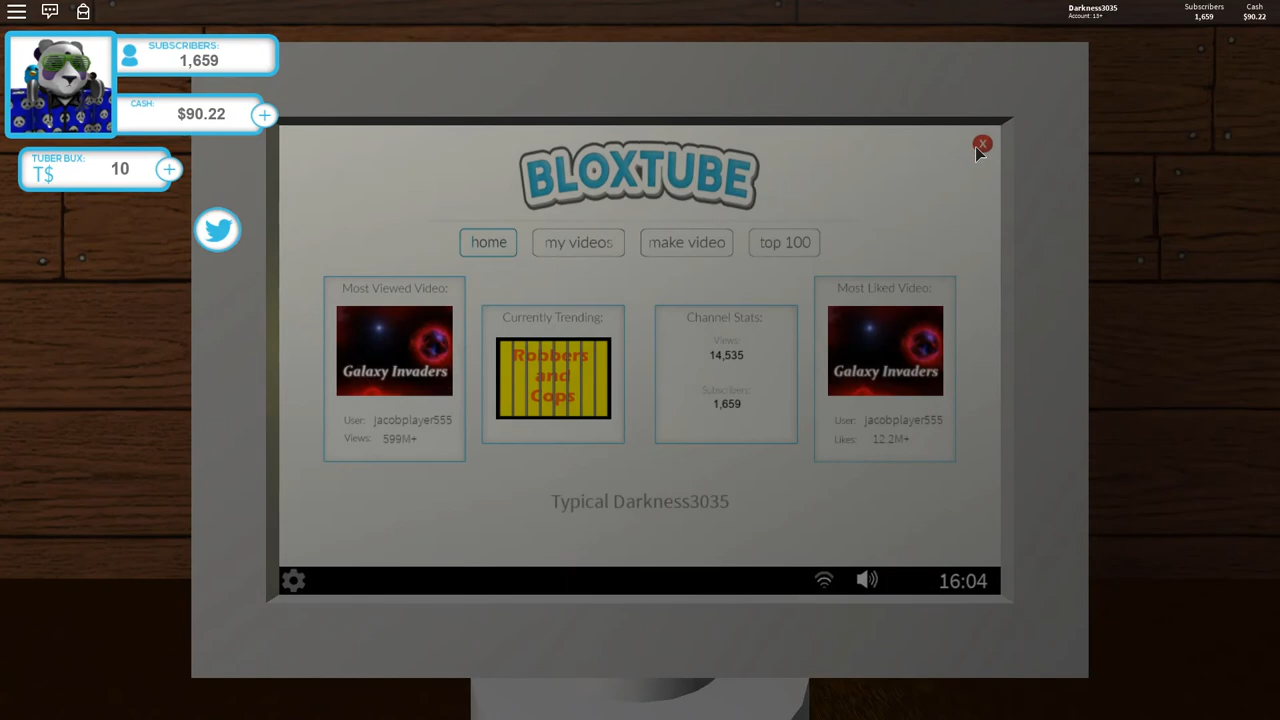 Darkness3035
Account: 13+
Subscribers
1,659
Cash
$90.22
SUBSCRIBERS:
1,659
CASH:
$90.22
+
TUBER BUX:
T$
10
+
X
BLOXTUBE
home
my videos
make video
top 100
Most Viewed Video:
Galaxy Invaders
User: jacobplayer555
Views: 599M+
Currently Trending:
Robbers
and
Cops
Channel Stats:
Views:
14,535
Subscribers:
1,659
Most Liked Video:
Galaxy Invaders
User: jacobplayer555
Likes: 12.2M+
Typical Darkness3035
16:04